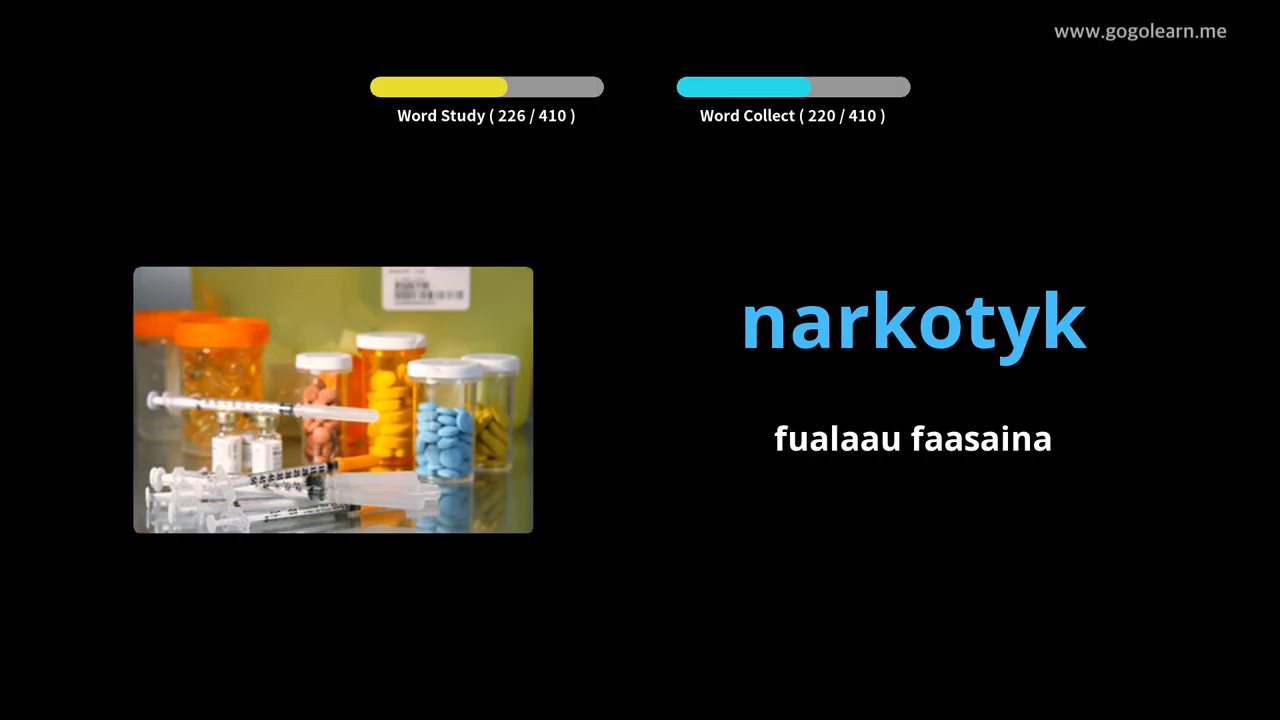 www.gogolearn.me
Word Study ( 226 / 410 )
Word Collect ( 220 / 410 )
narkotyk
fualaau faasaina